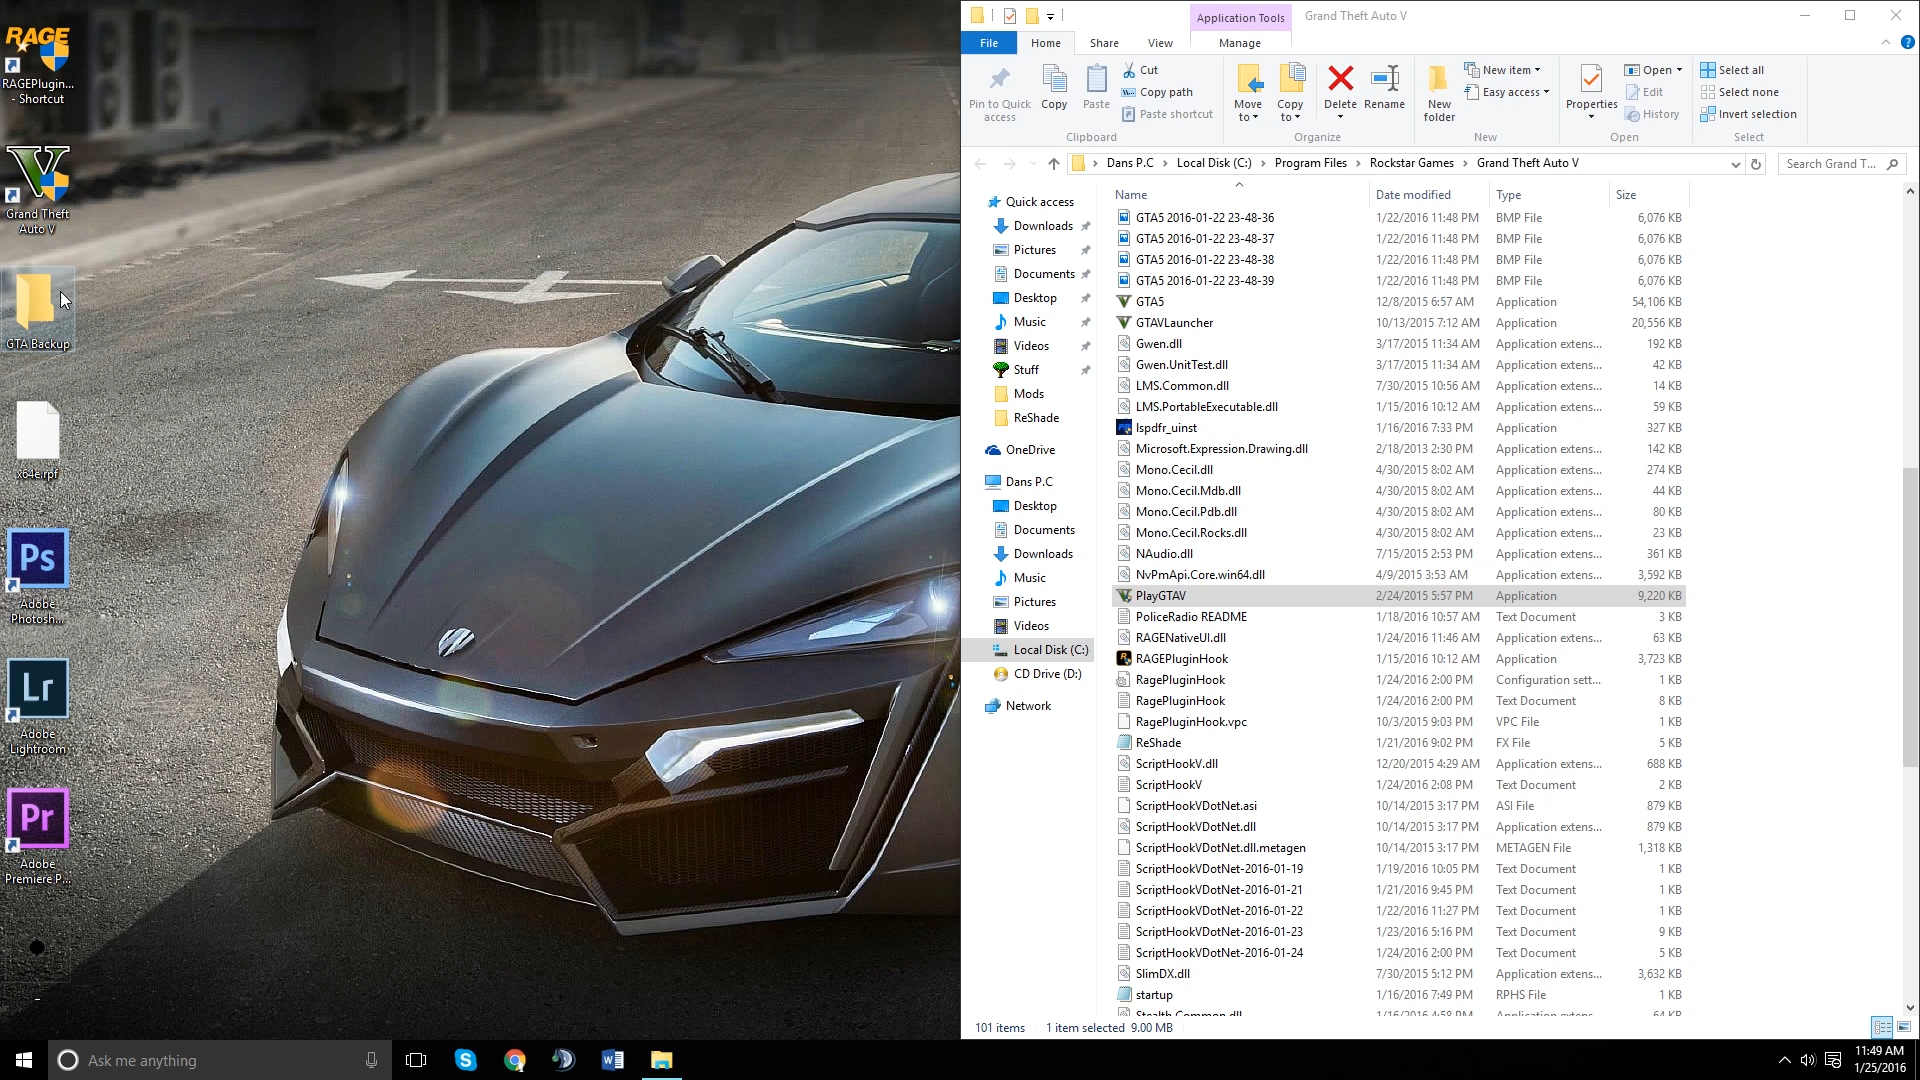 RAGE
RAGEPlugin...
- Shortcut
Grand Theft
Auto V
GTA Backup
x64e.rpf
Ps
Adobe
Photosh...
Lr
Adobe
Lightroom
Pr
Adobe
Premiere P...
Application Tools
Grand Theft Auto V
File
Home
Share
View
Manage
Pin to Quick
access
Copy
Paste
Cut
Copy path
Paste shortcut
Clipboard
Move
to
Copy
to
Delete
Rename
Organize
New
folder
New item
Easy access
New
Properties
Open
Edit
History
Open
Select all
Select none
Invert selection
Select
Dans P.C > Local Disk (C:) > Program Files > Rockstar Games > Grand Theft Auto V
Search Grand T...
Quick access
Downloads
Pictures
Documents
Desktop
Music
Videos
Stuff
Mods
ReShade
OneDrive
Dans P.C
Desktop
Documents
Downloads
Music
Pictures
Videos
Local Disk (C:)
CD Drive (D:)
Network
Name Date modified Type Size
GTA5 2016-01-22 23-48-36 1/22/2016 11:48 PM BMP File 6,076 KB
GTA5 2016-01-22 23-48-37 1/22/2016 11:48 PM BMP File 6,076 KB
GTA5 2016-01-22 23-48-38 1/22/2016 11:48 PM BMP File 6,076 KB
GTA5 2016-01-22 23-48-39 1/22/2016 11:48 PM BMP File 6,076 KB
GTA5 12/8/2015 6:57 AM Application 54,106 KB
GTAVLauncher 10/13/2015 7:12 AM Application 20,556 KB
Gwen.dll 3/17/2015 11:34 AM Application extens... 192 KB
Gwen.UnitTest.dll 3/17/2015 11:34 AM Application extens... 42 KB
LMS.Common.dll 7/30/2015 10:56 AM Application extens... 14 KB
LMS.PortableExecutable.dll 1/15/2016 10:12 AM Application extens... 59 KB
lspdfr_uinst 1/16/2016 7:33 PM Application 327 KB
Microsoft.Expression.Drawing.dll 2/18/2013 2:30 PM Application extens... 142 KB
Mono.Cecil.dll 4/30/2015 8:02 AM Application extens... 274 KB
Mono.Cecil.Mdb.dll 4/30/2015 8:02 AM Application extens... 44 KB
Mono.Cecil.Pdb.dll 4/30/2015 8:02 AM Application extens... 80 KB
Mono.Cecil.Rocks.dll 4/30/2015 8:02 AM Application extens... 23 KB
NAudio.dll 7/15/2015 2:53 PM Application extens... 361 KB
NvPmApi.Core.win64.dll 4/9/2015 3:53 AM Application extens... 3,592 KB
PlayGTAV 2/24/2015 5:57 PM Application 9,220 KB
PoliceRadio README 1/18/2016 10:57 AM Text Document 3 KB
RAGENativeUI.dll 1/24/2016 11:46 AM Application extens... 63 KB
RAGEPluginHook 1/15/2016 10:12 AM Application 3,723 KB
RagePluginHook 1/24/2016 2:00 PM Configuration sett... 1 KB
RagePluginHook 1/24/2016 2:00 PM Text Document 8 KB
RagePluginHook.vpc 10/3/2015 9:03 PM VPC File 1 KB
ReShade 1/21/2016 9:02 PM FX File 5 KB
ScriptHookV.dll 12/20/2015 4:29 AM Application extens... 688 KB
ScriptHookV 1/24/2016 2:08 PM Text Document 2 KB
ScriptHookVDotNet.asi 10/14/2015 3:17 PM ASI File 879 KB
ScriptHookVDotNet.dll 10/14/2015 3:17 PM Application extens... 879 KB
ScriptHookVDotNet.dll.metagen 10/14/2015 3:17 PM METAGEN File 1,318 KB
ScriptHookVDotNet-2016-01-19 1/19/2016 10:05 PM Text Document 1 KB
ScriptHookVDotNet-2016-01-21 1/21/2016 9:45 PM Text Document 1 KB
ScriptHookVDotNet-2016-01-22 1/22/2016 11:27 PM Text Document 1 KB
ScriptHookVDotNet-2016-01-23 1/23/2016 5:16 PM Text Document 9 KB
ScriptHookVDotNet-2016-01-24 1/24/2016 2:00 PM Text Document 5 KB
SlimDX.dll 7/30/2015 5:12 PM Application extens... 3,632 KB
startup 1/16/2016 7:49 PM RPHS File 1 KB
Stealth.Common.dll 1/16/2016 4:58 PM Application extens... 64 KB
101 items 1 item selected 9.00 MB
Ask me anything
11:49 AM
1/25/2016